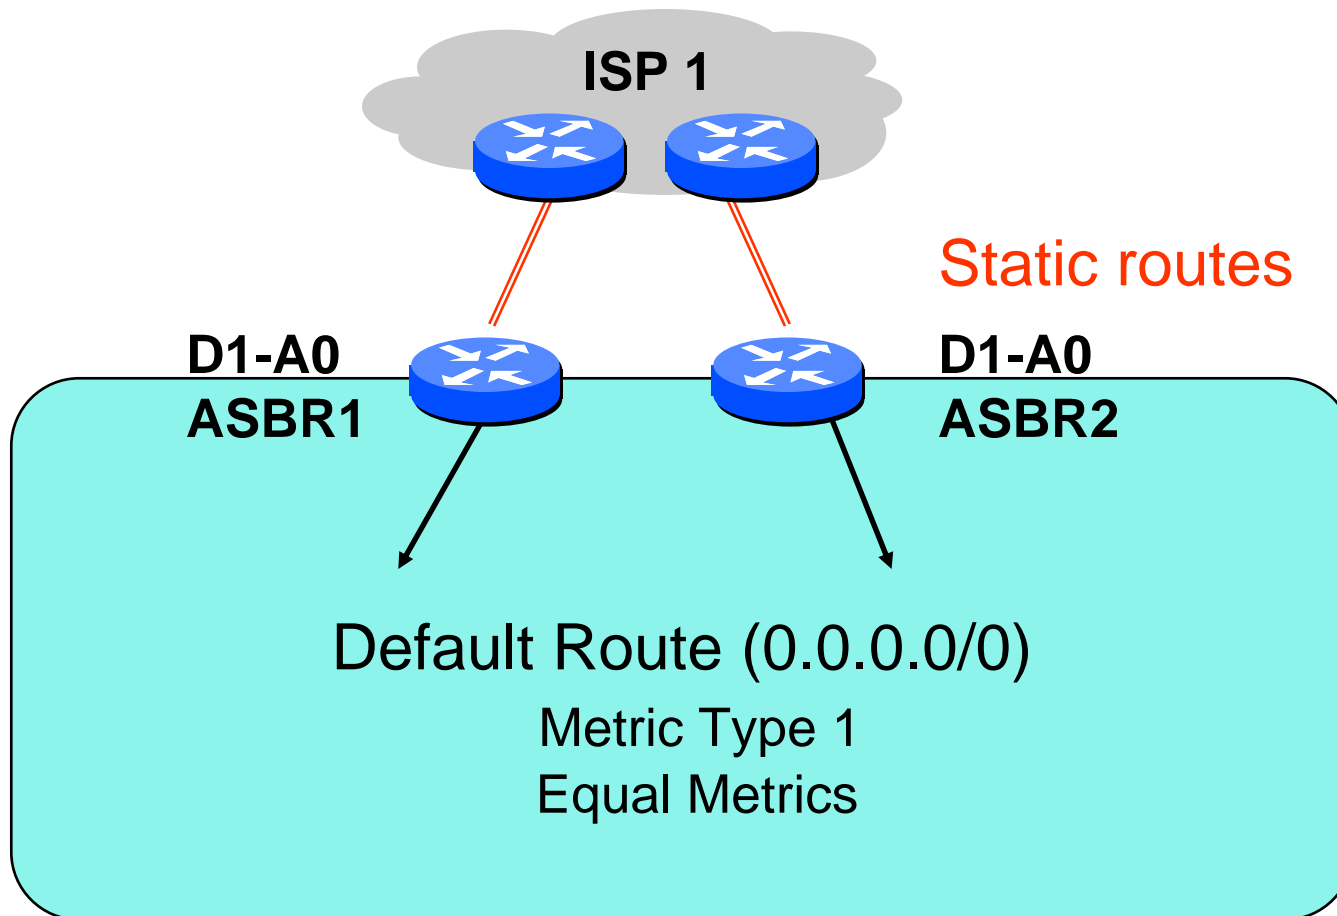 ISP 1
Static routes
D1-A0
ASBR1
D1-A0
ASBR2
Default Route (0.0.0.0/0)
Metric Type 1
Equal Metrics